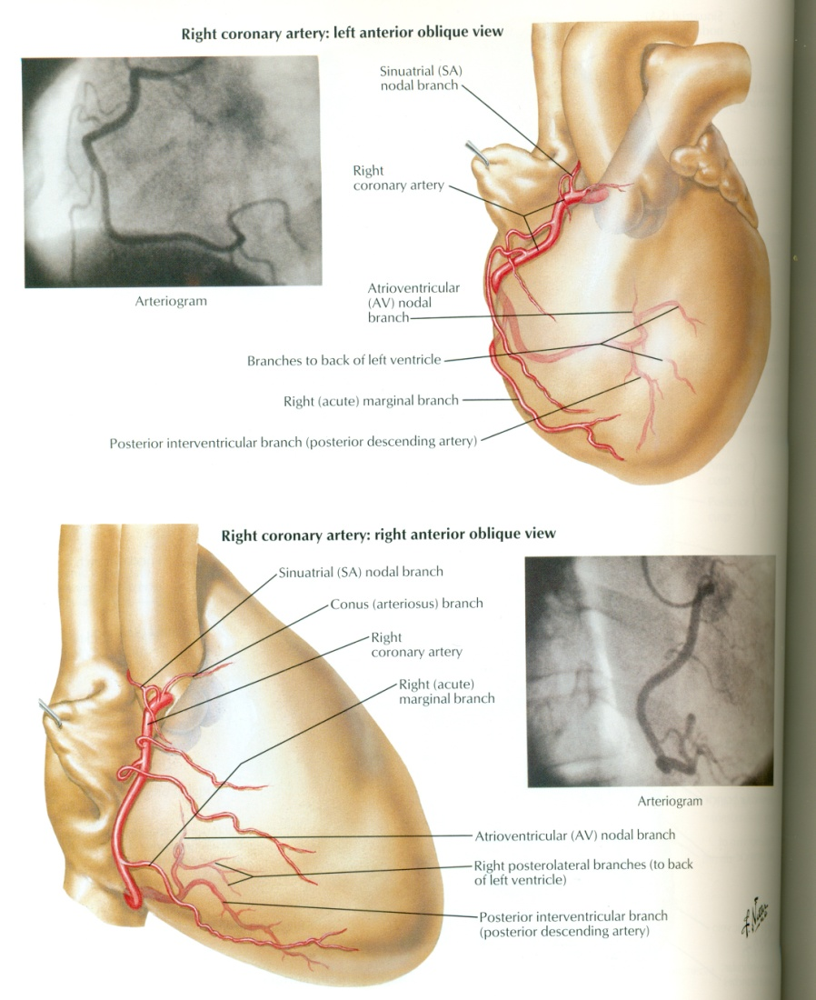 Right coronary artery: left anterior oblique view
Sinuatrial (SA)
nodal branch
Right
coronary artery
Arteriogram
Atrioventricular
(AV) nodal
branch
Branches to back of left ventricle
Right (acute) marginal branch
Posterior interventricular branch (posterior descending artery)
Right coronary artery: right anterior oblique view
Sinuatrial (SA) nodal branch
Conus (arteriosus) branch
Right
coronary artery
Right (acute)
marginal branch
Arteriogram
Atrioventricular (AV) nodal branch
Right posterolateral branches (to back
of left ventricle)
Posterior interventricular branch
(posterior descending artery)